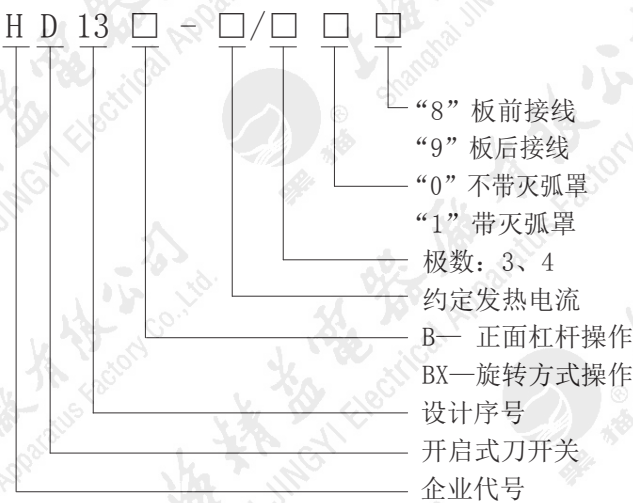 H D 13 □ - □/□ □ □
“8”板前接线
“9”板后接线
“0”不带灭弧罩
“1”带灭弧罩
极数：3、4
约定发热电流
B— 正面杠杆操作
BX—旋转方式操作
设计序号
开启式刀开关
企业代号